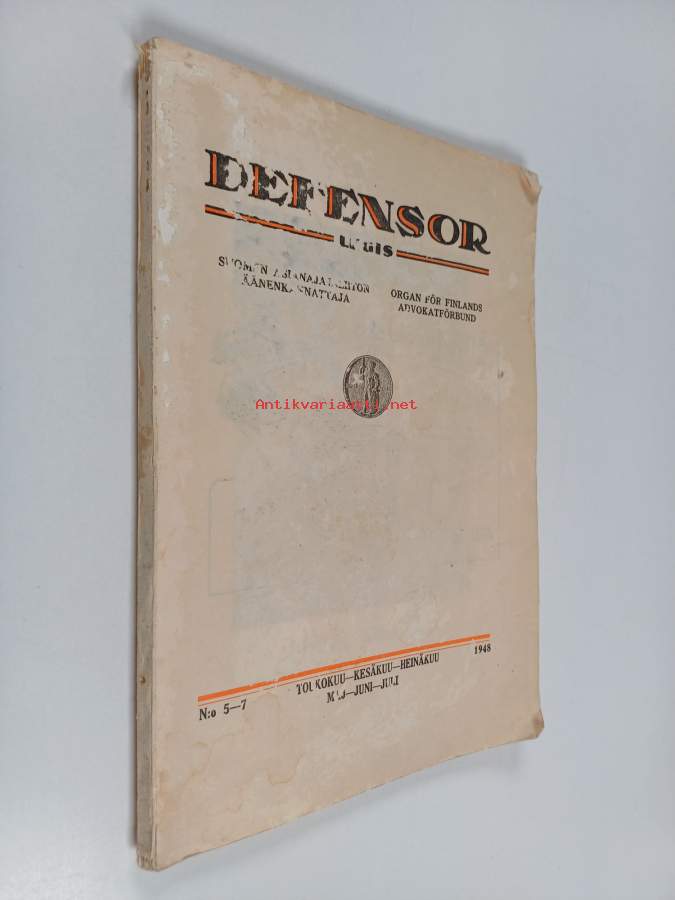 DEFENSOR
LEGIS
SUOMEN ASIANAJAJALIITON
ÄÄNENKANNATTAJA
ORGAN FÖR FINLANDS
ADVOKATFÖRBUND
Antikvariaatti.net
N:o 5—7
TOUKOKUU—KESÄKUU—HEINÄKUU
MAJ—JUNI—JULI
1948